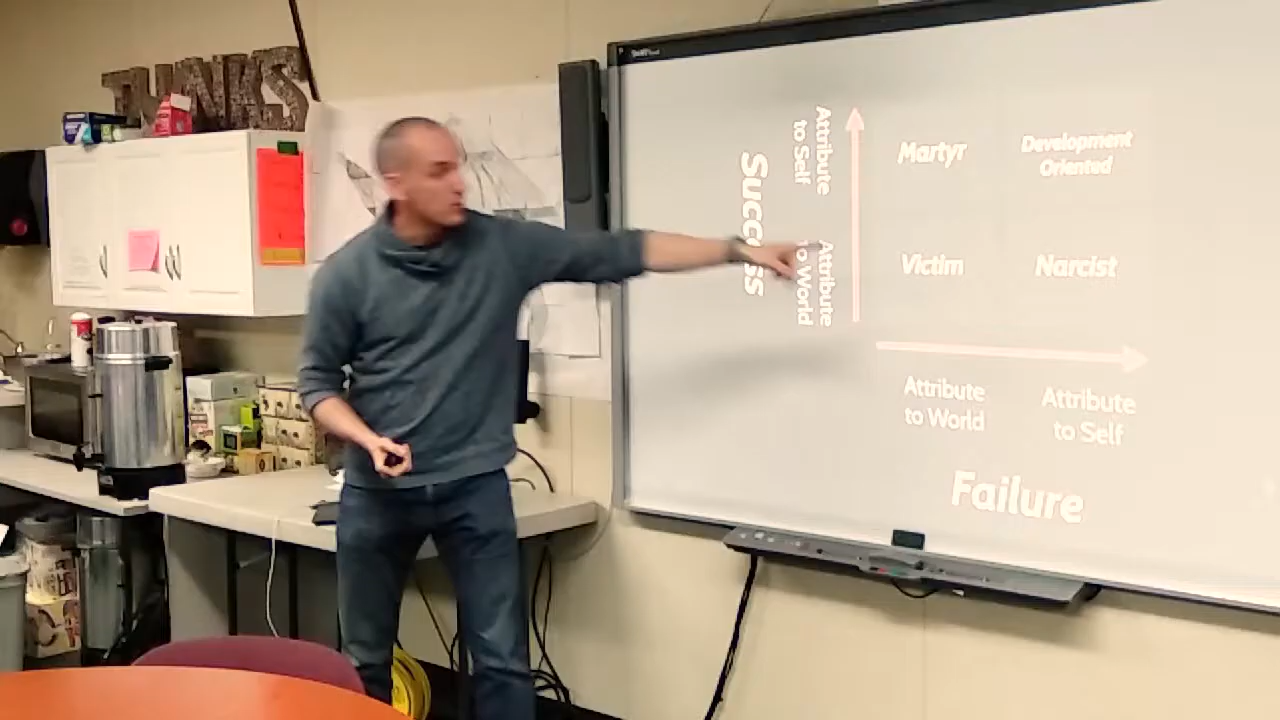 THNKS
Success
Attribute
to Self
Attribute
to World
Martyr
Development
Oriented
Victim
Narcist
Attribute
to World
Attribute
to Self
Failure